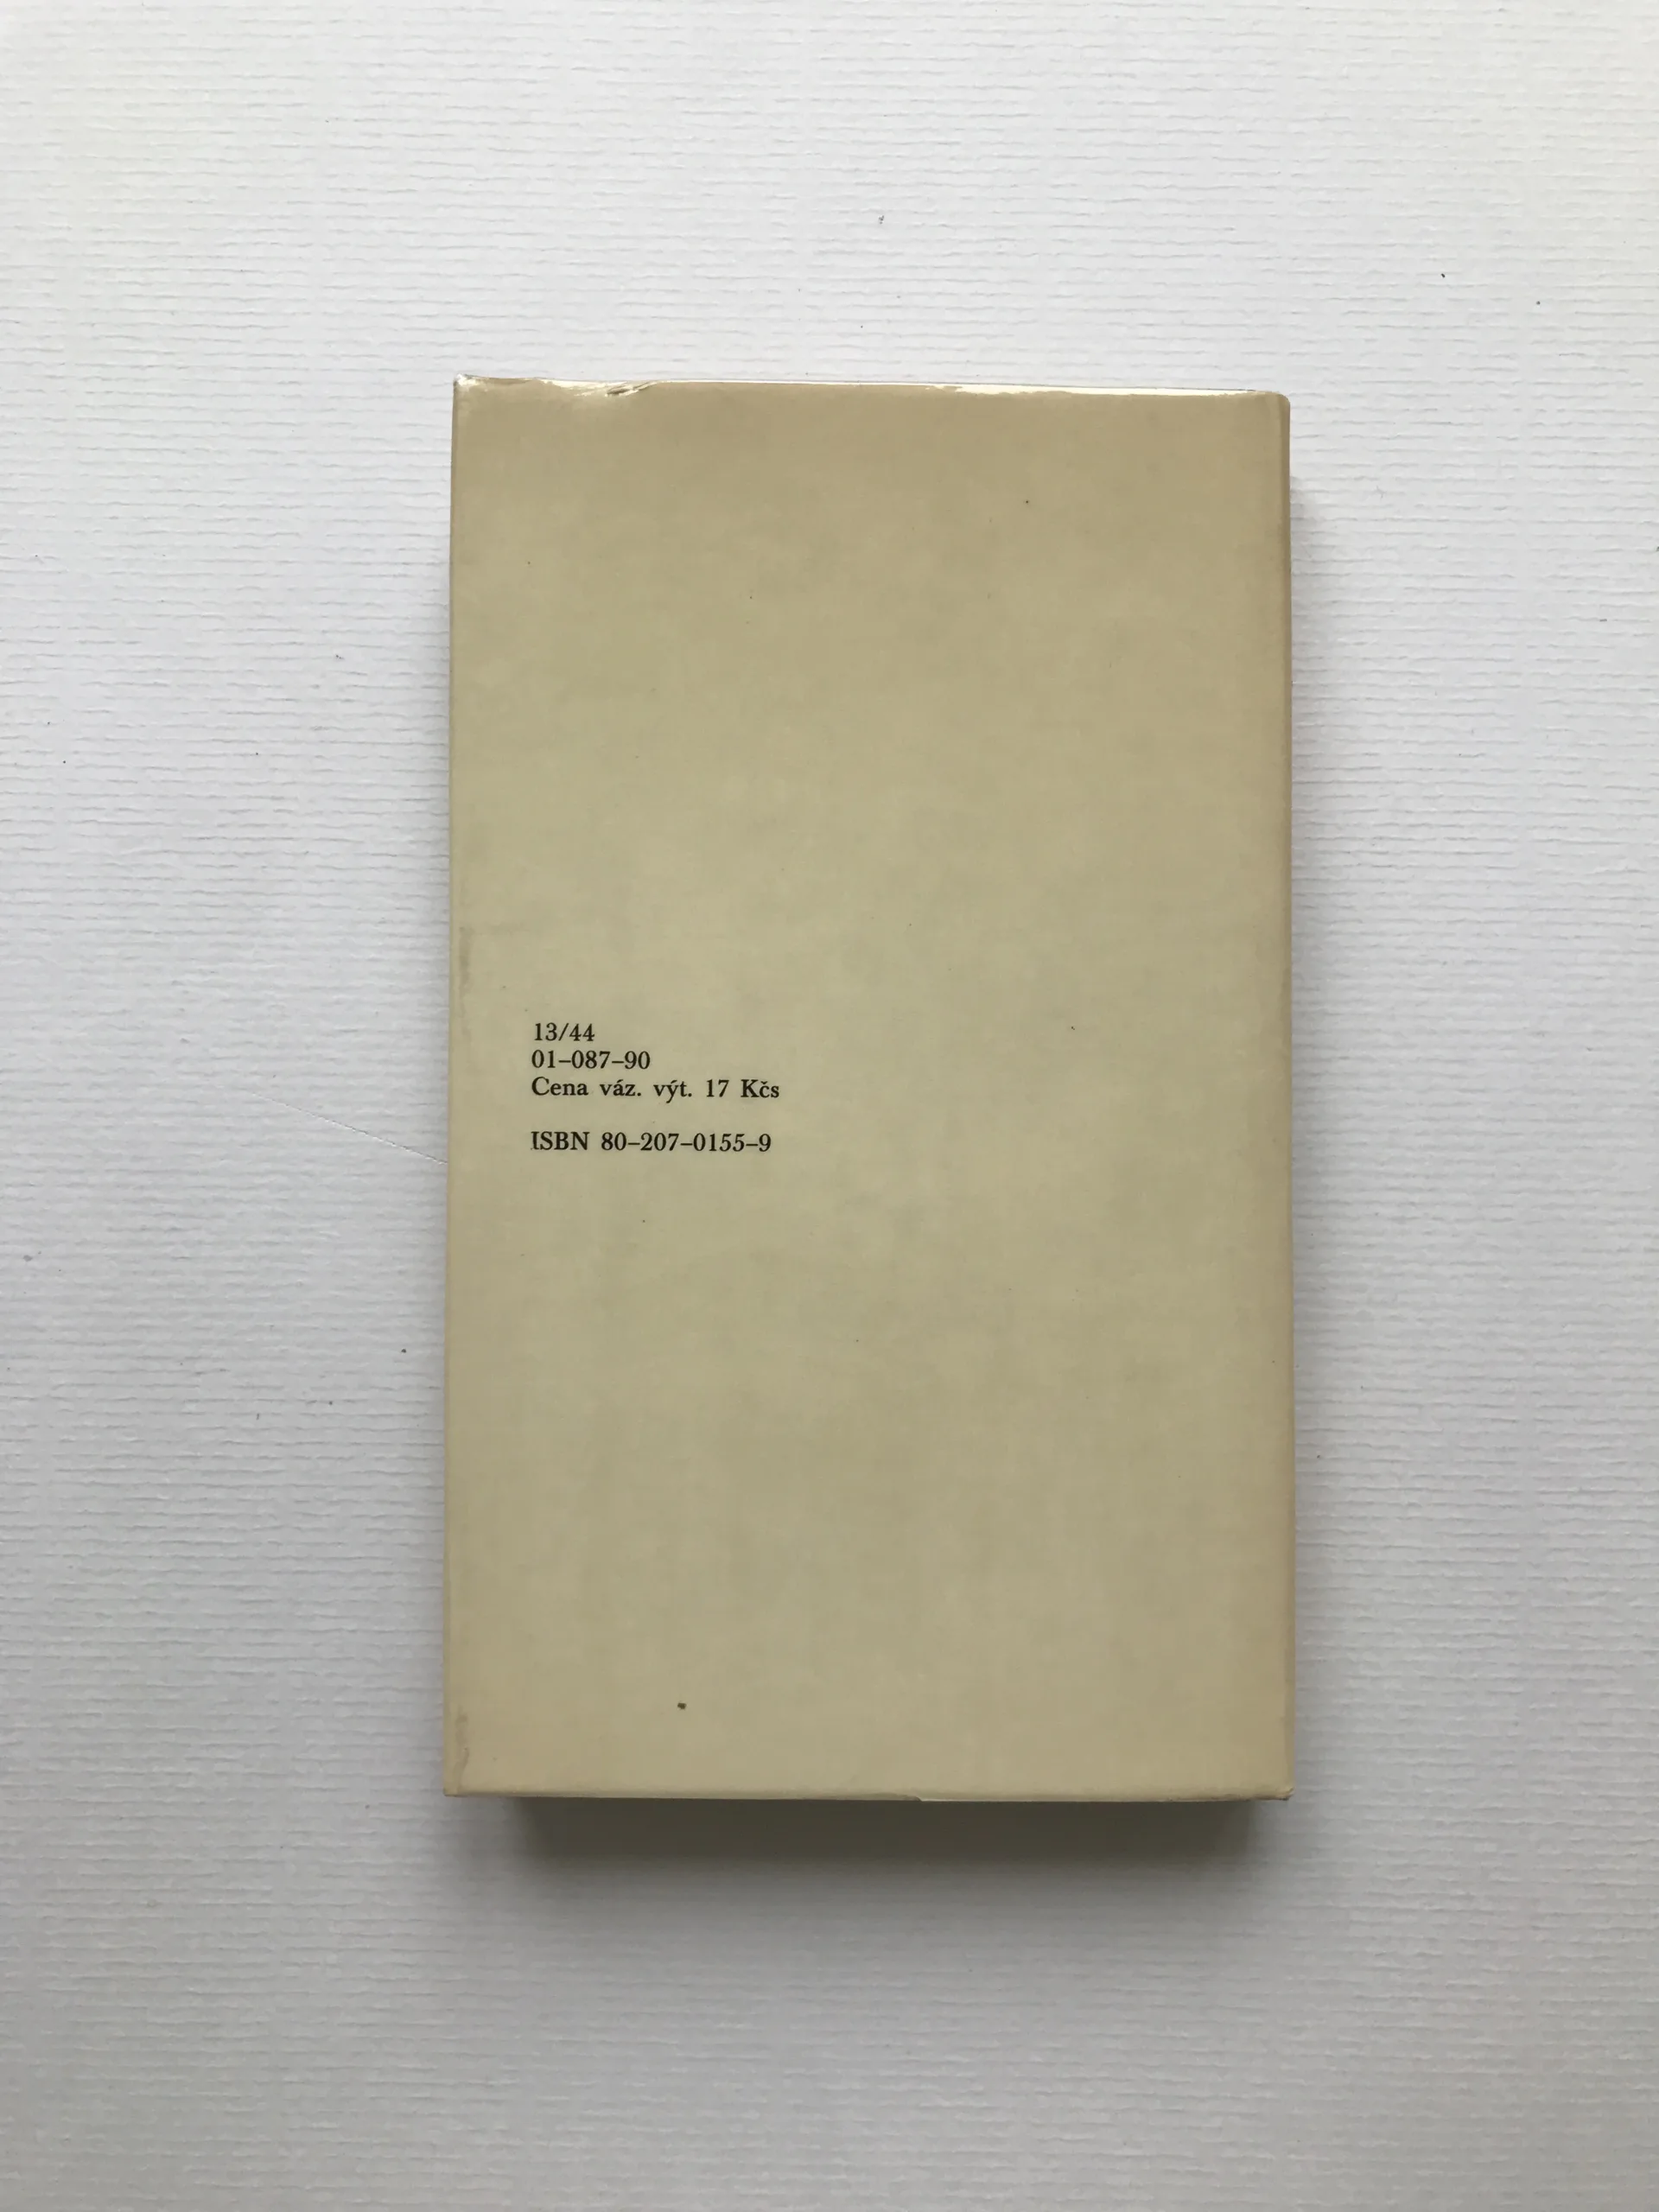 13/44
01–087–90
Cena váz. výt. 17 Kčs
ISBN 80–207–0155–9